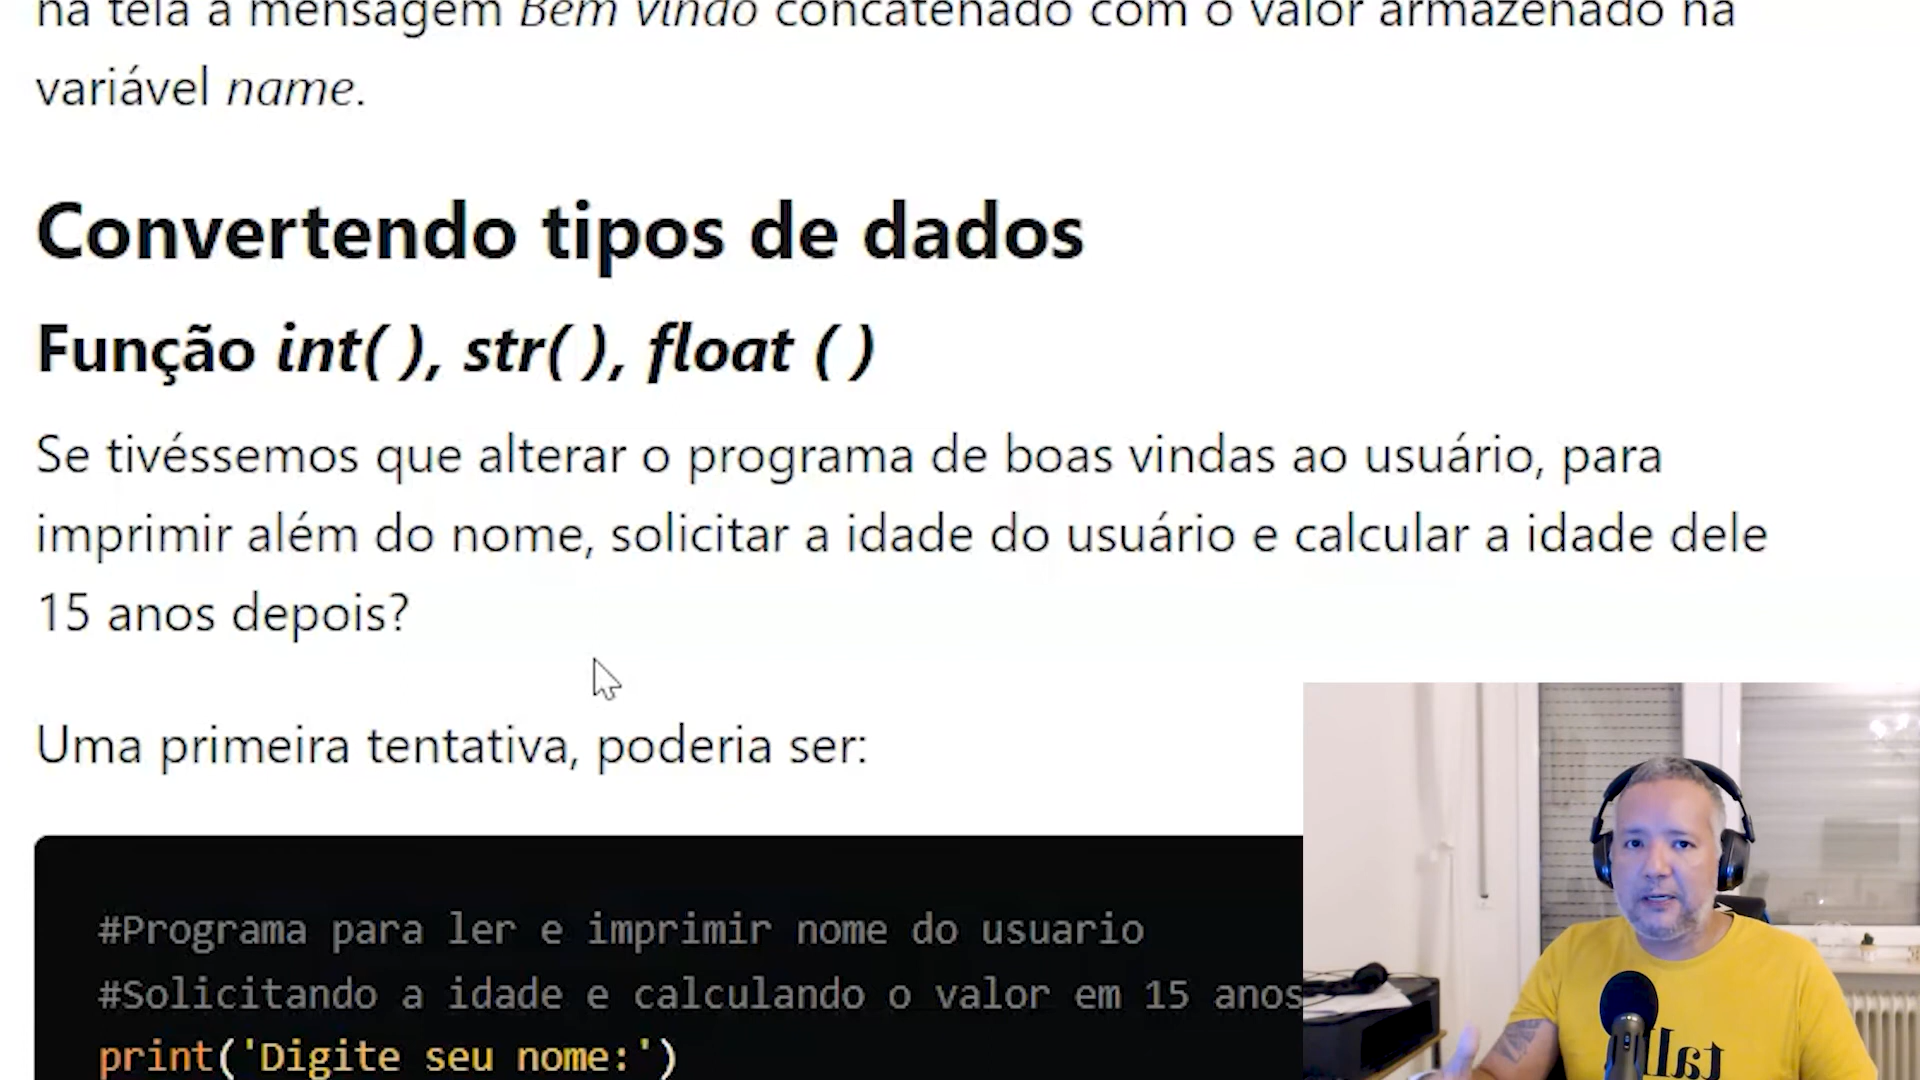 na tela a mensagem Bem vindo concatenado com o valor armazenado na
variável name.
Convertendo tipos de dados
Função int( ), str( ), float ( )
Se tivéssemos que alterar o programa de boas vindas ao usuário, para
imprimir além do nome, solicitar a idade do usuário e calcular a idade dele
15 anos depois?
Uma primeira tentativa, poderia ser:
#Programa para ler e imprimir nome do usuario
#Solicitando a idade e calculando o valor em 15 anos
print('Digite seu nome:')